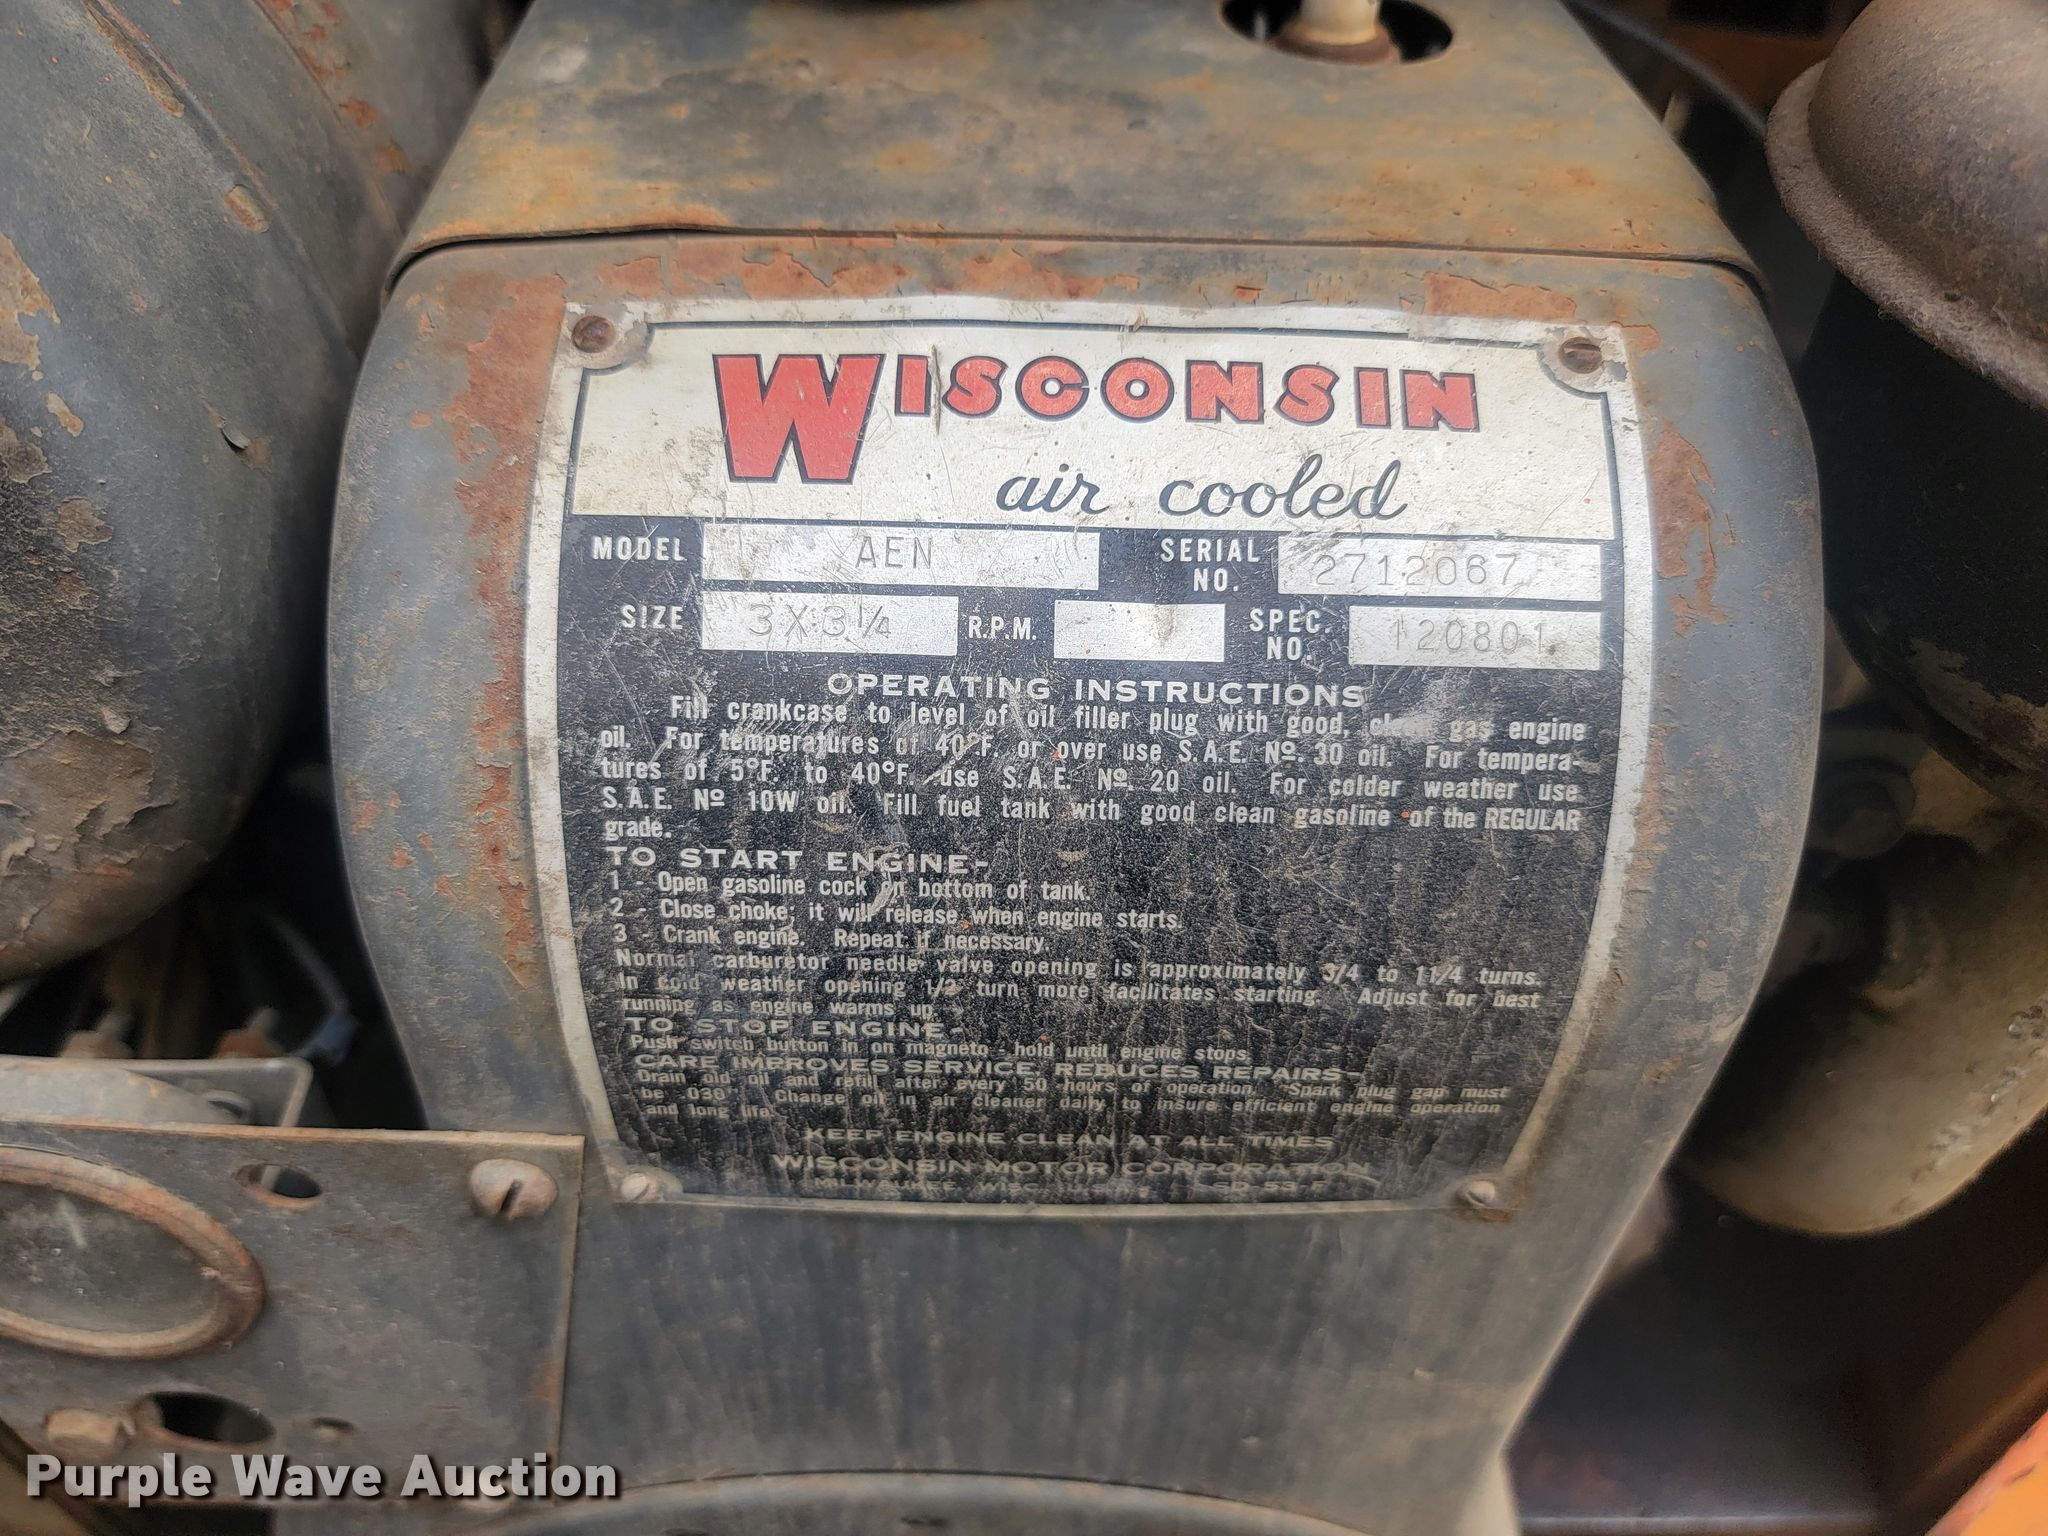 WISCONSIN
air cooled
MODEL AEN SERIAL NO. 2712067
SIZE 3 X 3 1/4 R.P.M. SPEC. NO. 120801
OPERATING INSTRUCTIONS
Fill crankcase to level of oil filler plug with good, clean gas engine
oil. For temperatures of 40°F. or over use S.A.E. Nº. 30 oil. For tempera-
tures of 5°F. to 40°F. use S.A.E. Nº. 20 oil. For colder weather use
S.A.E. Nº 10W oil. Fill fuel tank with good clean gasoline of the REGULAR
grade.
TO START ENGINE-
1 - Open gasoline cock on bottom of tank.
2 - Close choke; it will release when engine starts.
3 - Crank engine. Repeat if necessary.
Normal carburetor needle valve opening is approximately 3/4 to 1 1/4 turns.
In cold weather opening 1/2 turn more facilitates starting. Adjust for best
running as engine warms up.
TO STOP ENGINE-
Push switch button in on magneto - hold until engine stops.
CARE IMPROVES SERVICE, REDUCES REPAIRS-
Drain old oil and refill after every 50 hours of operation. Spark plug gap must
be .030". Change oil in air cleaner daily to insure efficient engine operation
and long life.
KEEP ENGINE CLEAN AT ALL TIMES
WISCONSIN MOTOR CORPORATION
MILWAUKEE, WISCONSIN
Purple Wave Auction